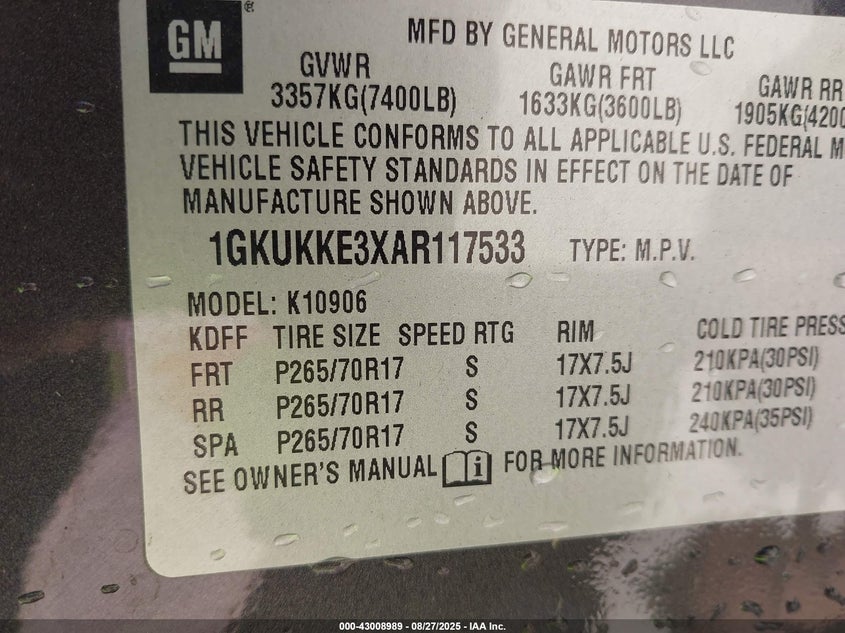 GM®
MFD BY GENERAL MOTORS LLC
GVWR GAWR FRT GAWR RR
3357KG(7400LB) 1633KG(3600LB) 1905KG(4200
THIS VEHICLE CONFORMS TO ALL APPLICABLE U.S. FEDERAL M
VEHICLE SAFETY STANDARDS IN EFFECT ON THE DATE OF
MANUFACTURE SHOWN ABOVE.
1GKUKKE3XAR117533 TYPE: M.P.V.
MODEL: K10906
KDFF TIRE SIZE SPEED RTG RIM COLD TIRE PRESS
FRT P265/70R17 S 17X7.5J 210KPA(30PSI)
RR P265/70R17 S 17X7.5J 210KPA(30PSI)
SPA P265/70R17 S 17X7.5J 240KPA(35PSI)
SEE OWNER'S MANUAL i FOR MORE INFORMATION.
000-43008989 - 08/27/2025 - IAA Inc.